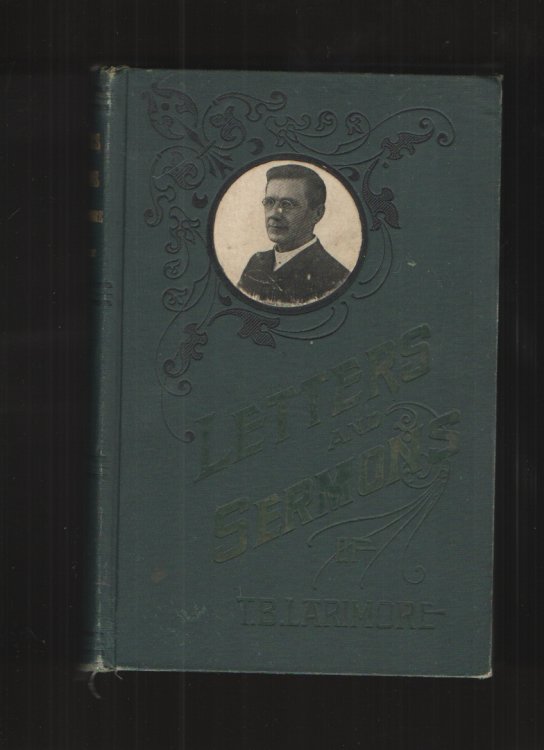 LETTERS
AND
SERMONS
OF
T.B. LARIMORE